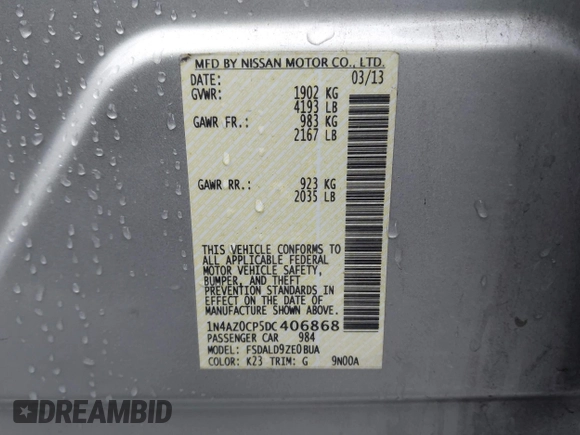 MFD BY NISSAN MOTOR CO., LTD.
DATE: 03/13
GVWR: 1902 KG
4193 LB
GAWR FR.: 983 KG
2167 LB
GAWR RR.: 923 KG
2035 LB
THIS VEHICLE CONFORMS TO
ALL APPLICABLE FEDERAL
MOTOR VEHICLE SAFETY,
BUMPER, AND THEFT
PREVENTION STANDARDS IN
EFFECT ON THE DATE OF
MANUFACTURE SHOWN ABOVE.
1N4AZ0CP5DC406868
PASSENGER CAR 984
MODEL: FSDALD9ZE0BUA
COLOR: K23 TRIM: G 9N00A
DREAMBID